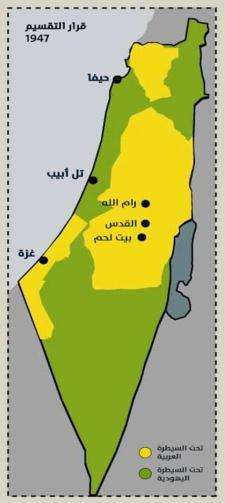 قرار التقسيم
1947
حيفا
تل أبيب
رام الله
القدس
بيت لحم
غزة
تحت السيطرة
العربية
تحت السيطرة
اليهودية